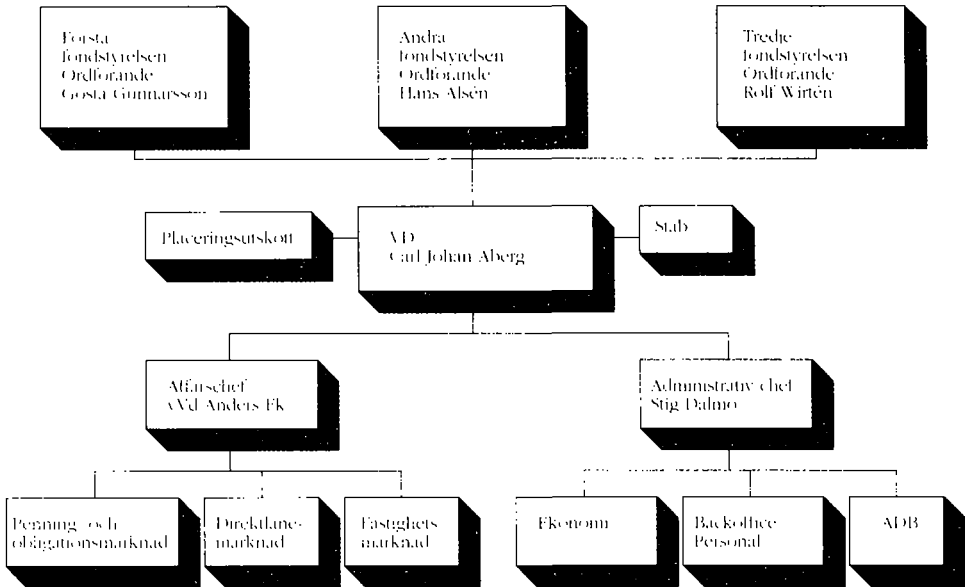 Första
fondstyrelsen
Ordförande
Gösta Gunnarsson
Andra
fondstyrelsen
Ordförande
Hans Alsén
Tredje
fondstyrelsen
Ordförande
Rolf Wirtén
Placeringsutskott
VD
Carl Johan Åberg
Stab
Affärschef
vVd Anders Ek
Administrativ chef
Stig Dalmo
Penning- och
obligationsmarknad
Direktlåne-
marknad
Fastighets
marknad
Ekonomi
Backoffice
Personal
ADB